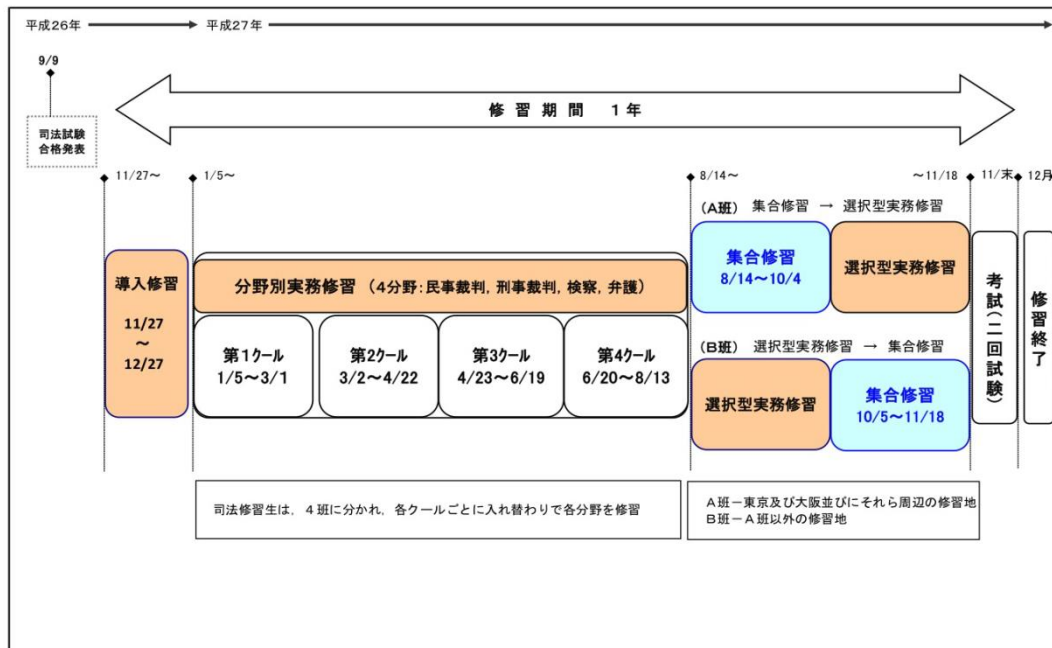 平成26年
平成27年
9/9
司法試験
合格発表
修習期間 1年
11/27～
1/5～
8/14～
～11/18
11/末
12月
導入修習
11/27
～
12/27
分野別実務修習 （4分野：民事裁判，刑事裁判，検察，弁護）
第1クール
1/5～3/1
第2クール
3/2～4/22
第3クール
4/23～6/19
第4クール
6/20～8/13
（A班） 集合修習 → 選択型実務修習
集合修習
8/14～10/4
選択型実務修習
（B班） 選択型実務修習 → 集合修習
選択型実務修習
集合修習
10/5～11/18
考試（二回試験）
修習終了
司法修習生は，４班に分かれ，各クールごとに入れ替わりで各分野を修習
A班－東京及び大阪並びにそれら周辺の修習地
B班－A班以外の修習地